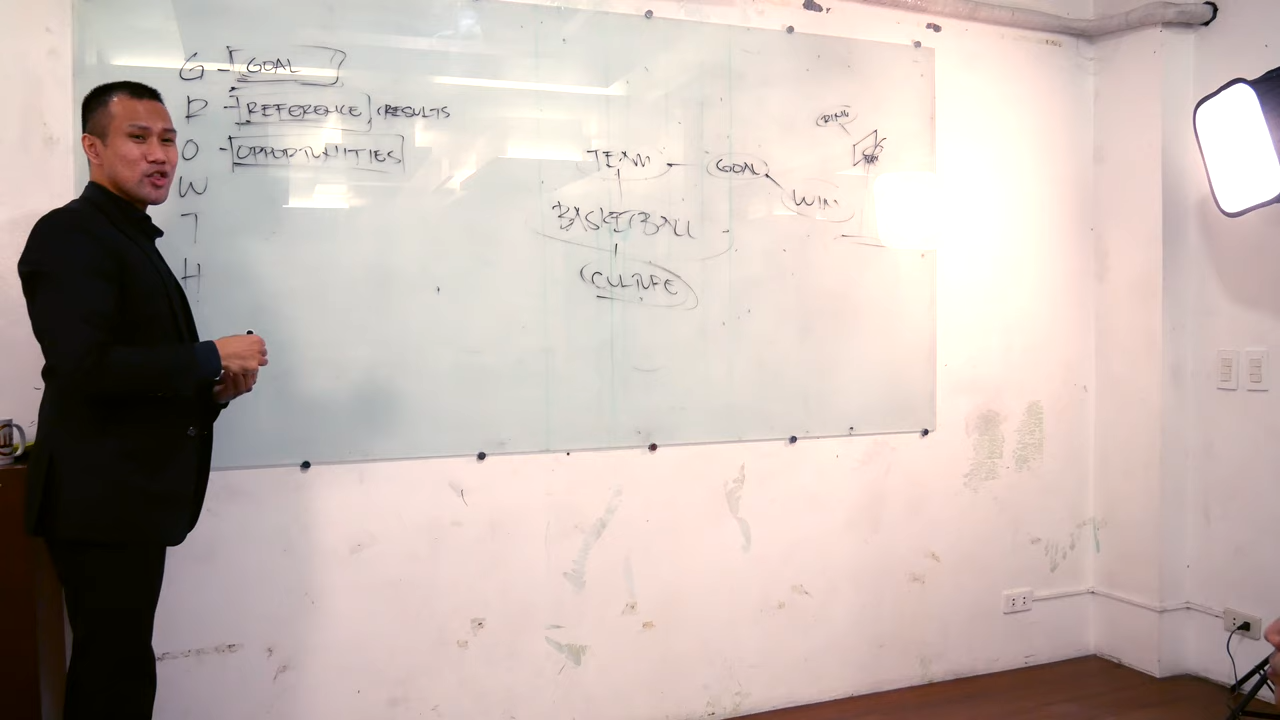 G - GOAL
R - REFERENCE, RESULTS
O - OPPORTUNITIES
W
T
H
TEAM - GOAL
WIN
BASKETBALL
CULTURE
RING